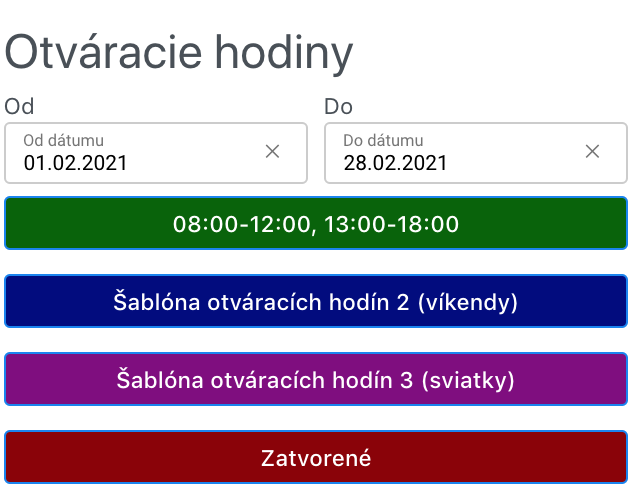 Otváracie hodiny
Od
Do
Od dátumu
01.02.2021
Do dátumu
28.02.2021
08:00-12:00, 13:00-18:00
Šablóna otváracích hodín 2 (víkendy)
Šablóna otváracích hodín 3 (sviatky)
Zatvorené